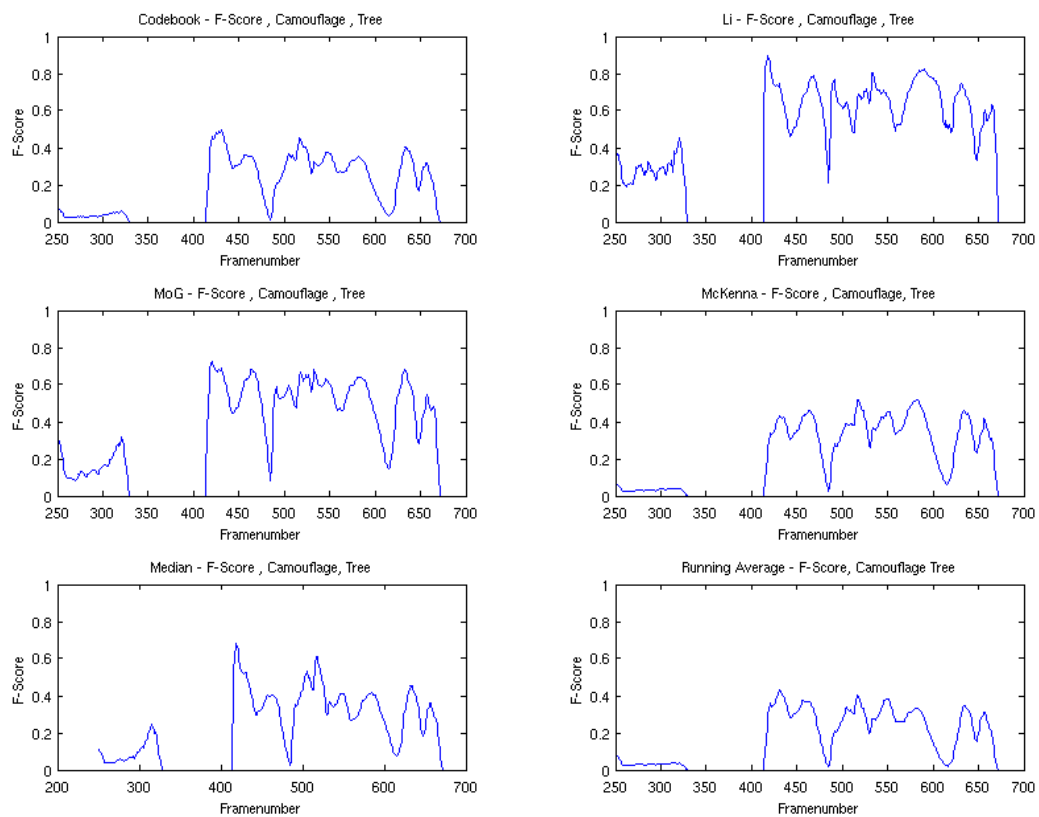 Codebook - F-Score , Camouflage , Tree
1
0.8
0.6
0.4
0.2
0
F-Score
250 300 350 400 450 500 550 600 650 700
Framenumber
Li - F-Score , Camouflage, Tree
1
0.8
0.6
0.4
0.2
0
F-Score
250 300 350 400 450 500 550 600 650 700
Framenumber
MoG - F-Score , Camouflage , Tree
1
0.8
0.6
0.4
0.2
0
F-Score
250 300 350 400 450 500 550 600 650 700
Framenumber
McKenna - F-Score , Camouflage, Tree
1
0.8
0.6
0.4
0.2
0
F-Score
250 300 350 400 450 500 550 600 650 700
Framenumber
Median - F-Score , Camouflage, Tree
1
0.8
0.6
0.4
0.2
0
F-Score
200 250 300 350 400 450 500 550 600 650 700
Framenumber
Running Average - F-Score, Camouflage Tree
1
0.8
0.6
0.4
0.2
0
F-Score
250 300 350 400 450 500 550 600 650 700
Framenumber